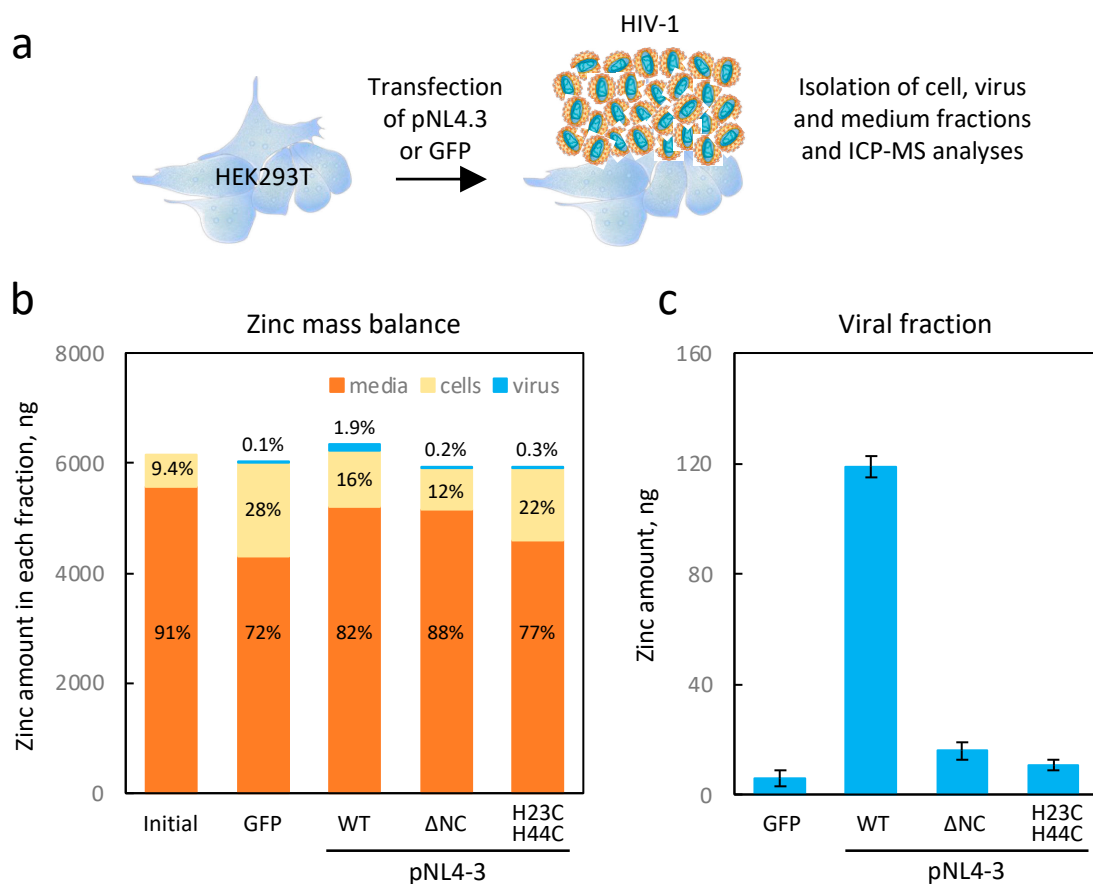 a
HIV-1
Transfection
of pNL4.3
or GFP
HEK293T
Isolation of cell, virus
and medium fractions
and ICP-MS analyses
b
Zinc mass balance
Zinc amount in each fraction, ng
8000
6000
4000
2000
0
media cells virus
9.4%
91%
0.1%
28%
72%
1.9%
16%
82%
0.2%
12%
88%
0.3%
22%
77%
Initial GFP WT ΔNC H23C
H44C
pNL4-3
c
Viral fraction
Zinc amount, ng
160
120
80
40
0
GFP WT ΔNC H23C
H44C
pNL4-3